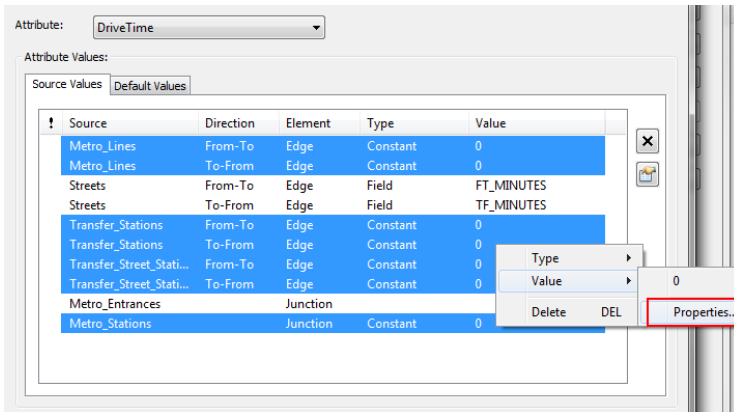 Attribute: DriveTime
Attribute Values:
Source Values Default Values
! Source Direction Element Type Value
Metro_Lines From-To Edge Constant 0
Metro_Lines To-From Edge Constant 0
Streets From-To Edge Field FT_MINUTES
Streets To-From Edge Field TF_MINUTES
Transfer_Stations From-To Edge Constant 0
Transfer_Stations To-From Edge Constant 0
Transfer_Street_Stati... From-To Edge Constant 0
Transfer_Street_Stati... To-From Edge Constant 0
Metro_Entrances Junction
Metro_Stations Junction Constant 0
Type
Value
Delete DEL
0
Properties..